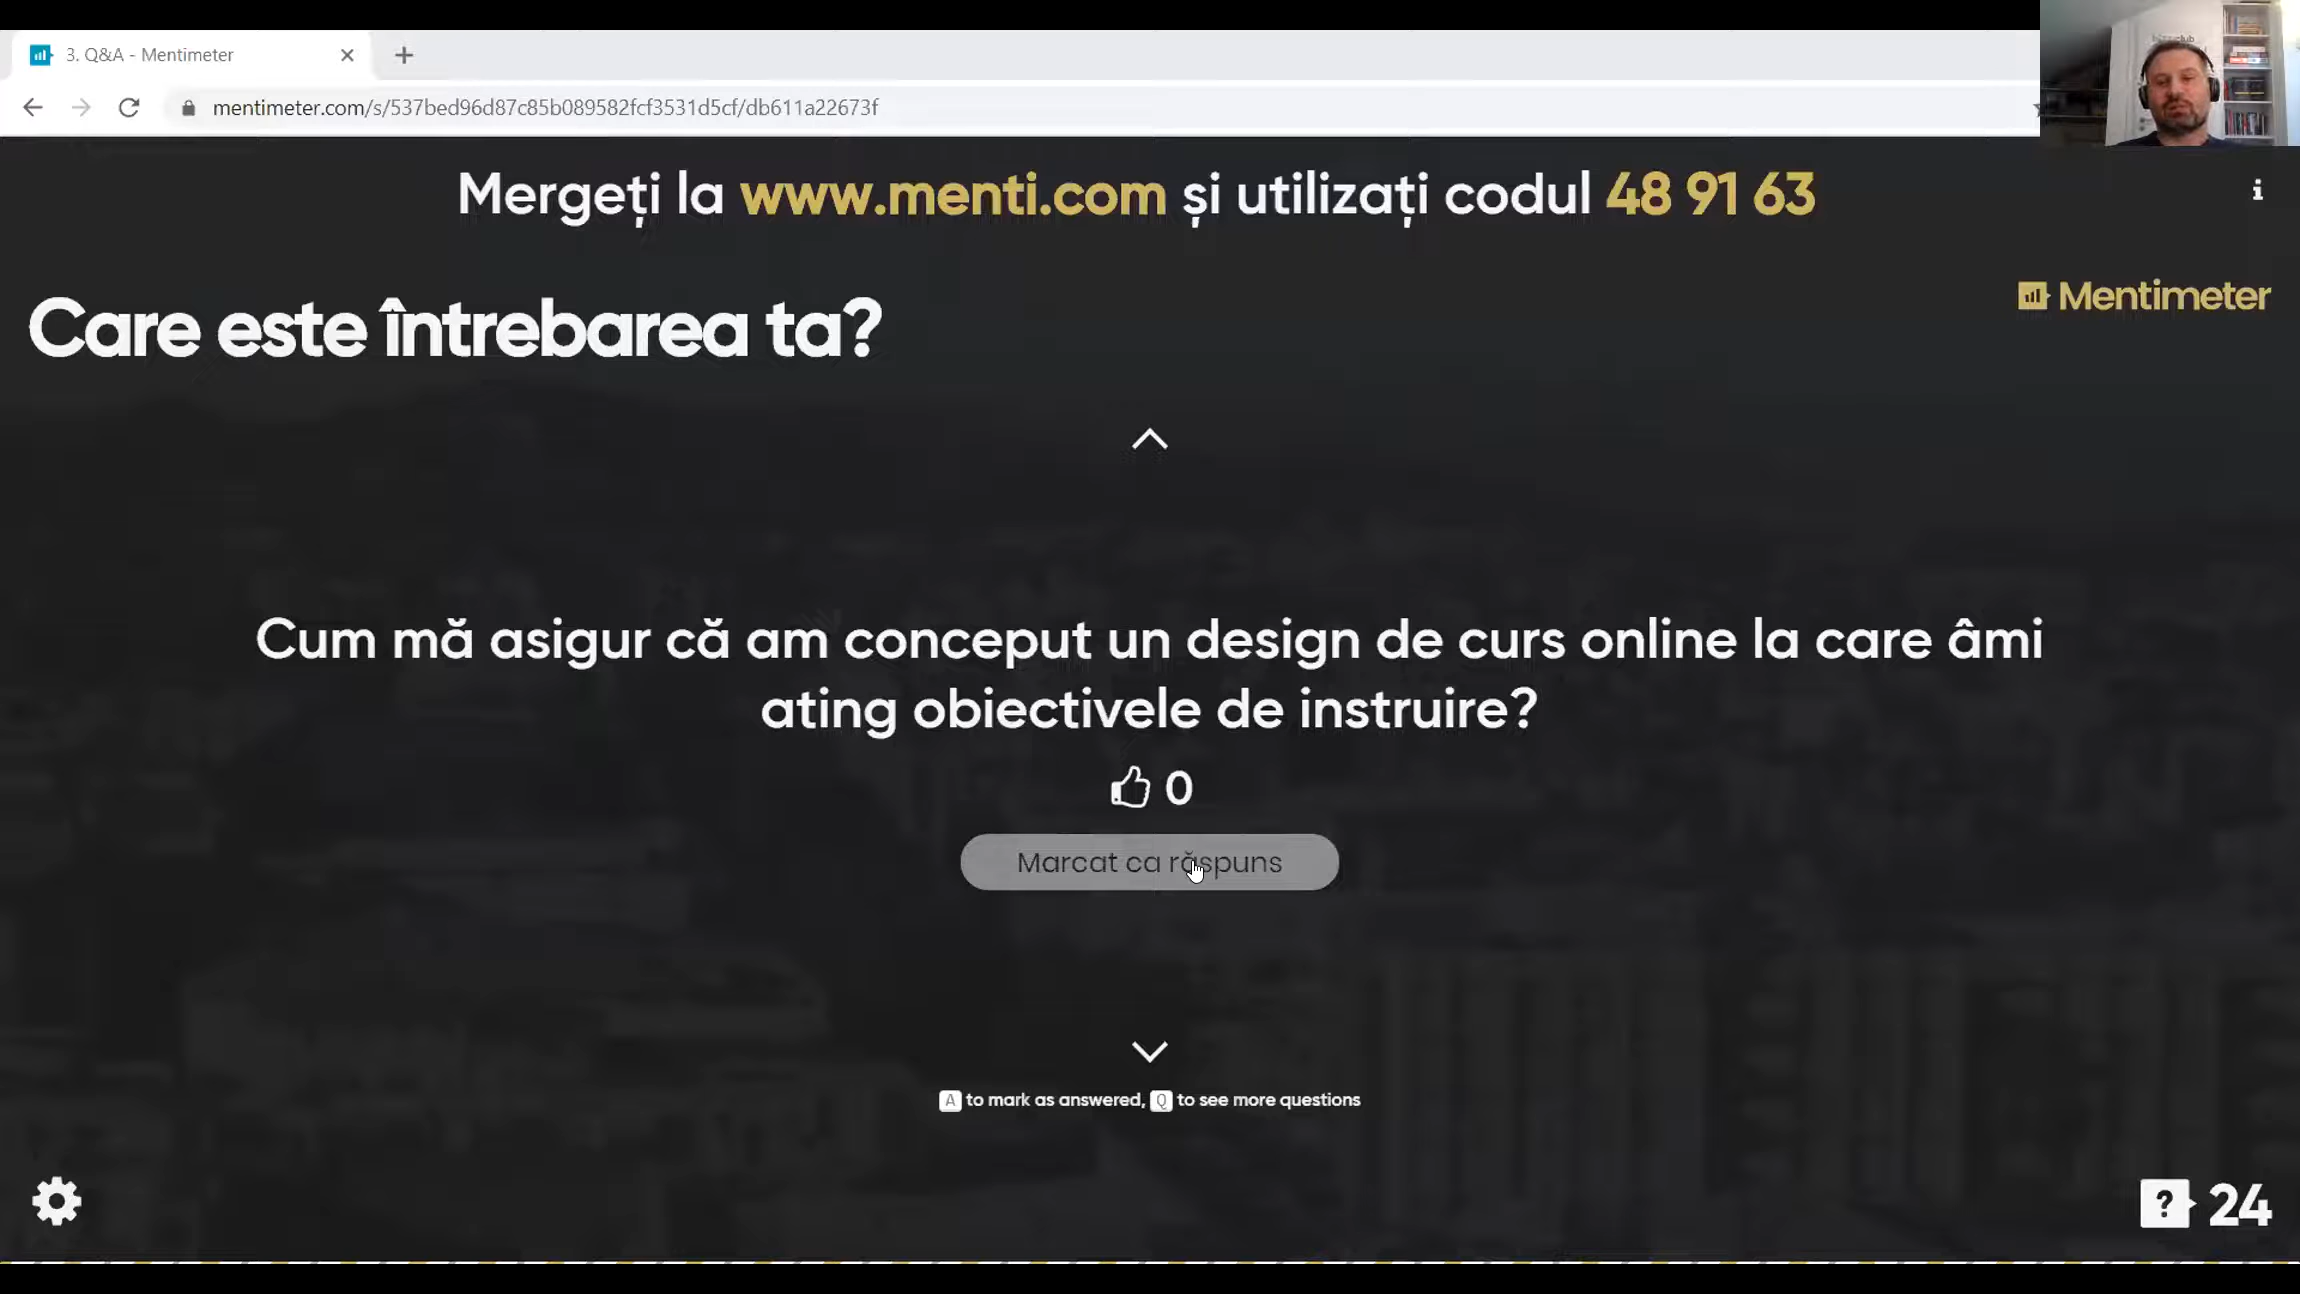 3. Q&A - Mentimeter
mentimeter.com/s/537bed96d87c85b089582fcf3531d5cf/db611a22673f
Mergeți la www.menti.com și utilizați codul 48 91 63
Mentimeter
Care este întrebarea ta?
Cum mă asigur că am conceput un design de curs online la care âmi
ating obiectivele de instruire?
0
Marcat ca răspuns
A to mark as answered, Q to see more questions
? 24